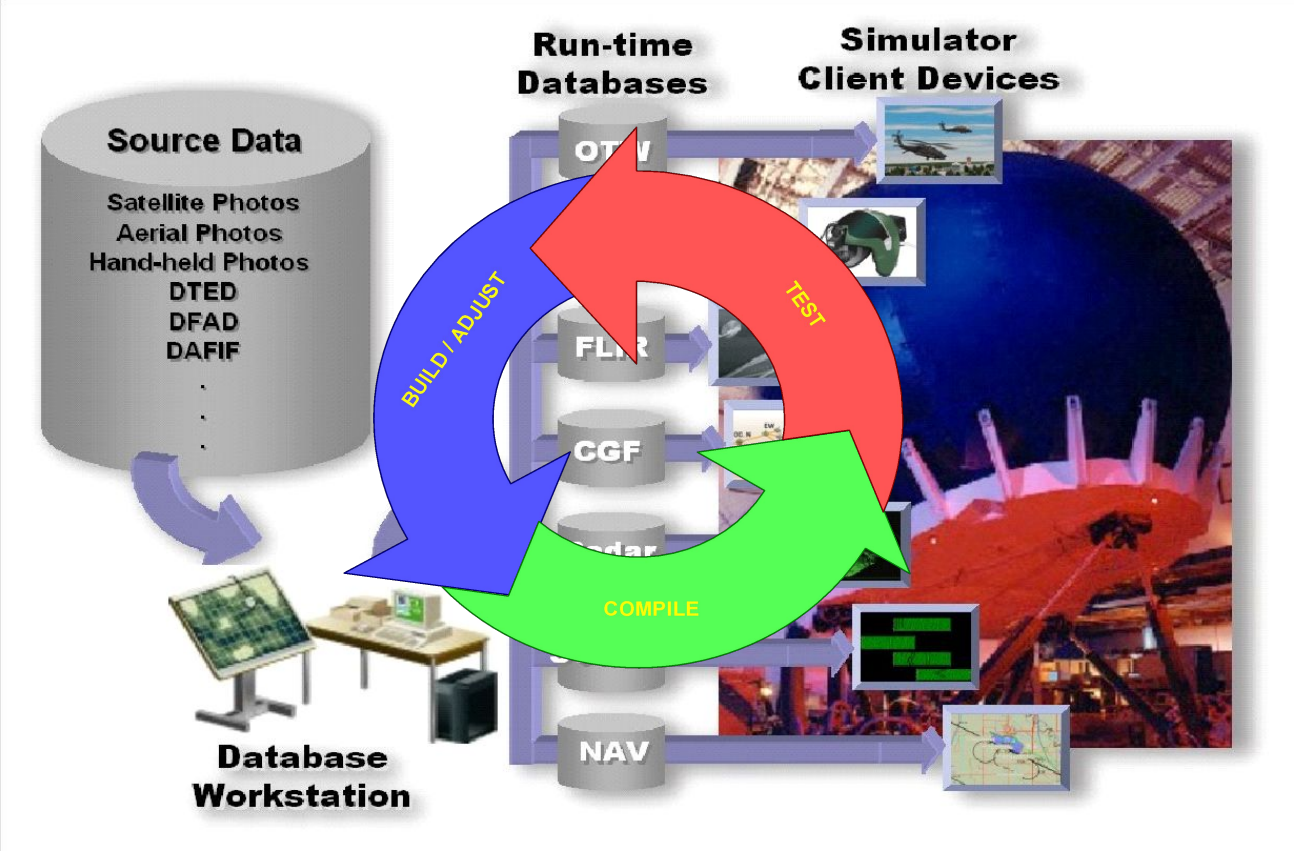 Run-time
Databases
Simulator
Client Devices
Source Data
Satellite Photos
Aerial Photos
Hand-held Photos
DTED
DFAD
DAFIF
.
.
.
TEST
BUILD / ADJUST
FLIR
CGF
COMPILE
NAV
Database
Workstation